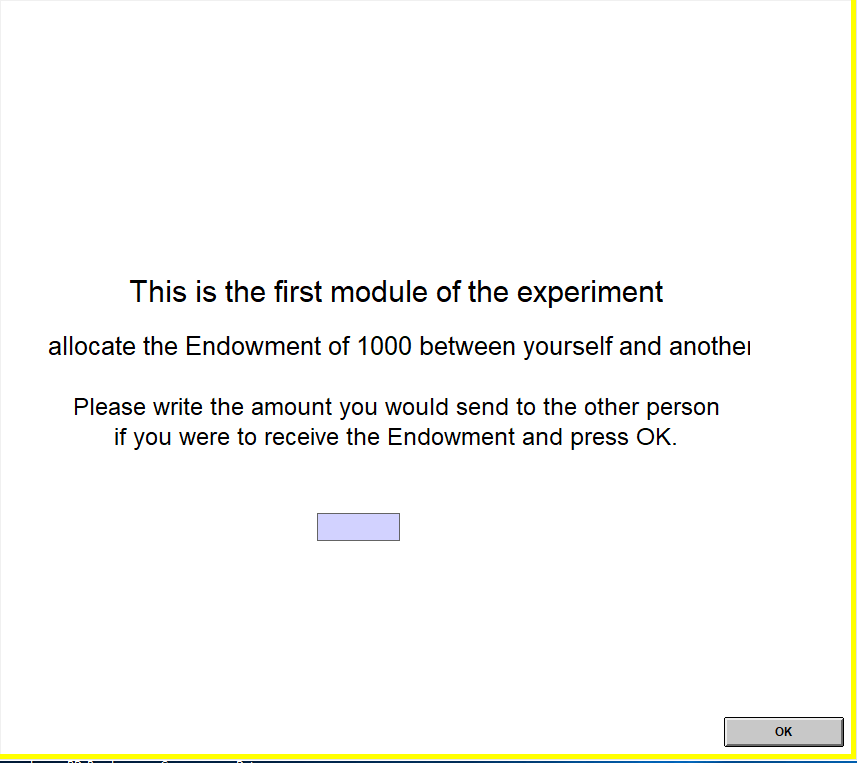 This is the first module of the experiment
allocate the Endowment of 1000 between yourself and another
Please write the amount you would send to the other person
if you were to receive the Endowment and press OK.
OK